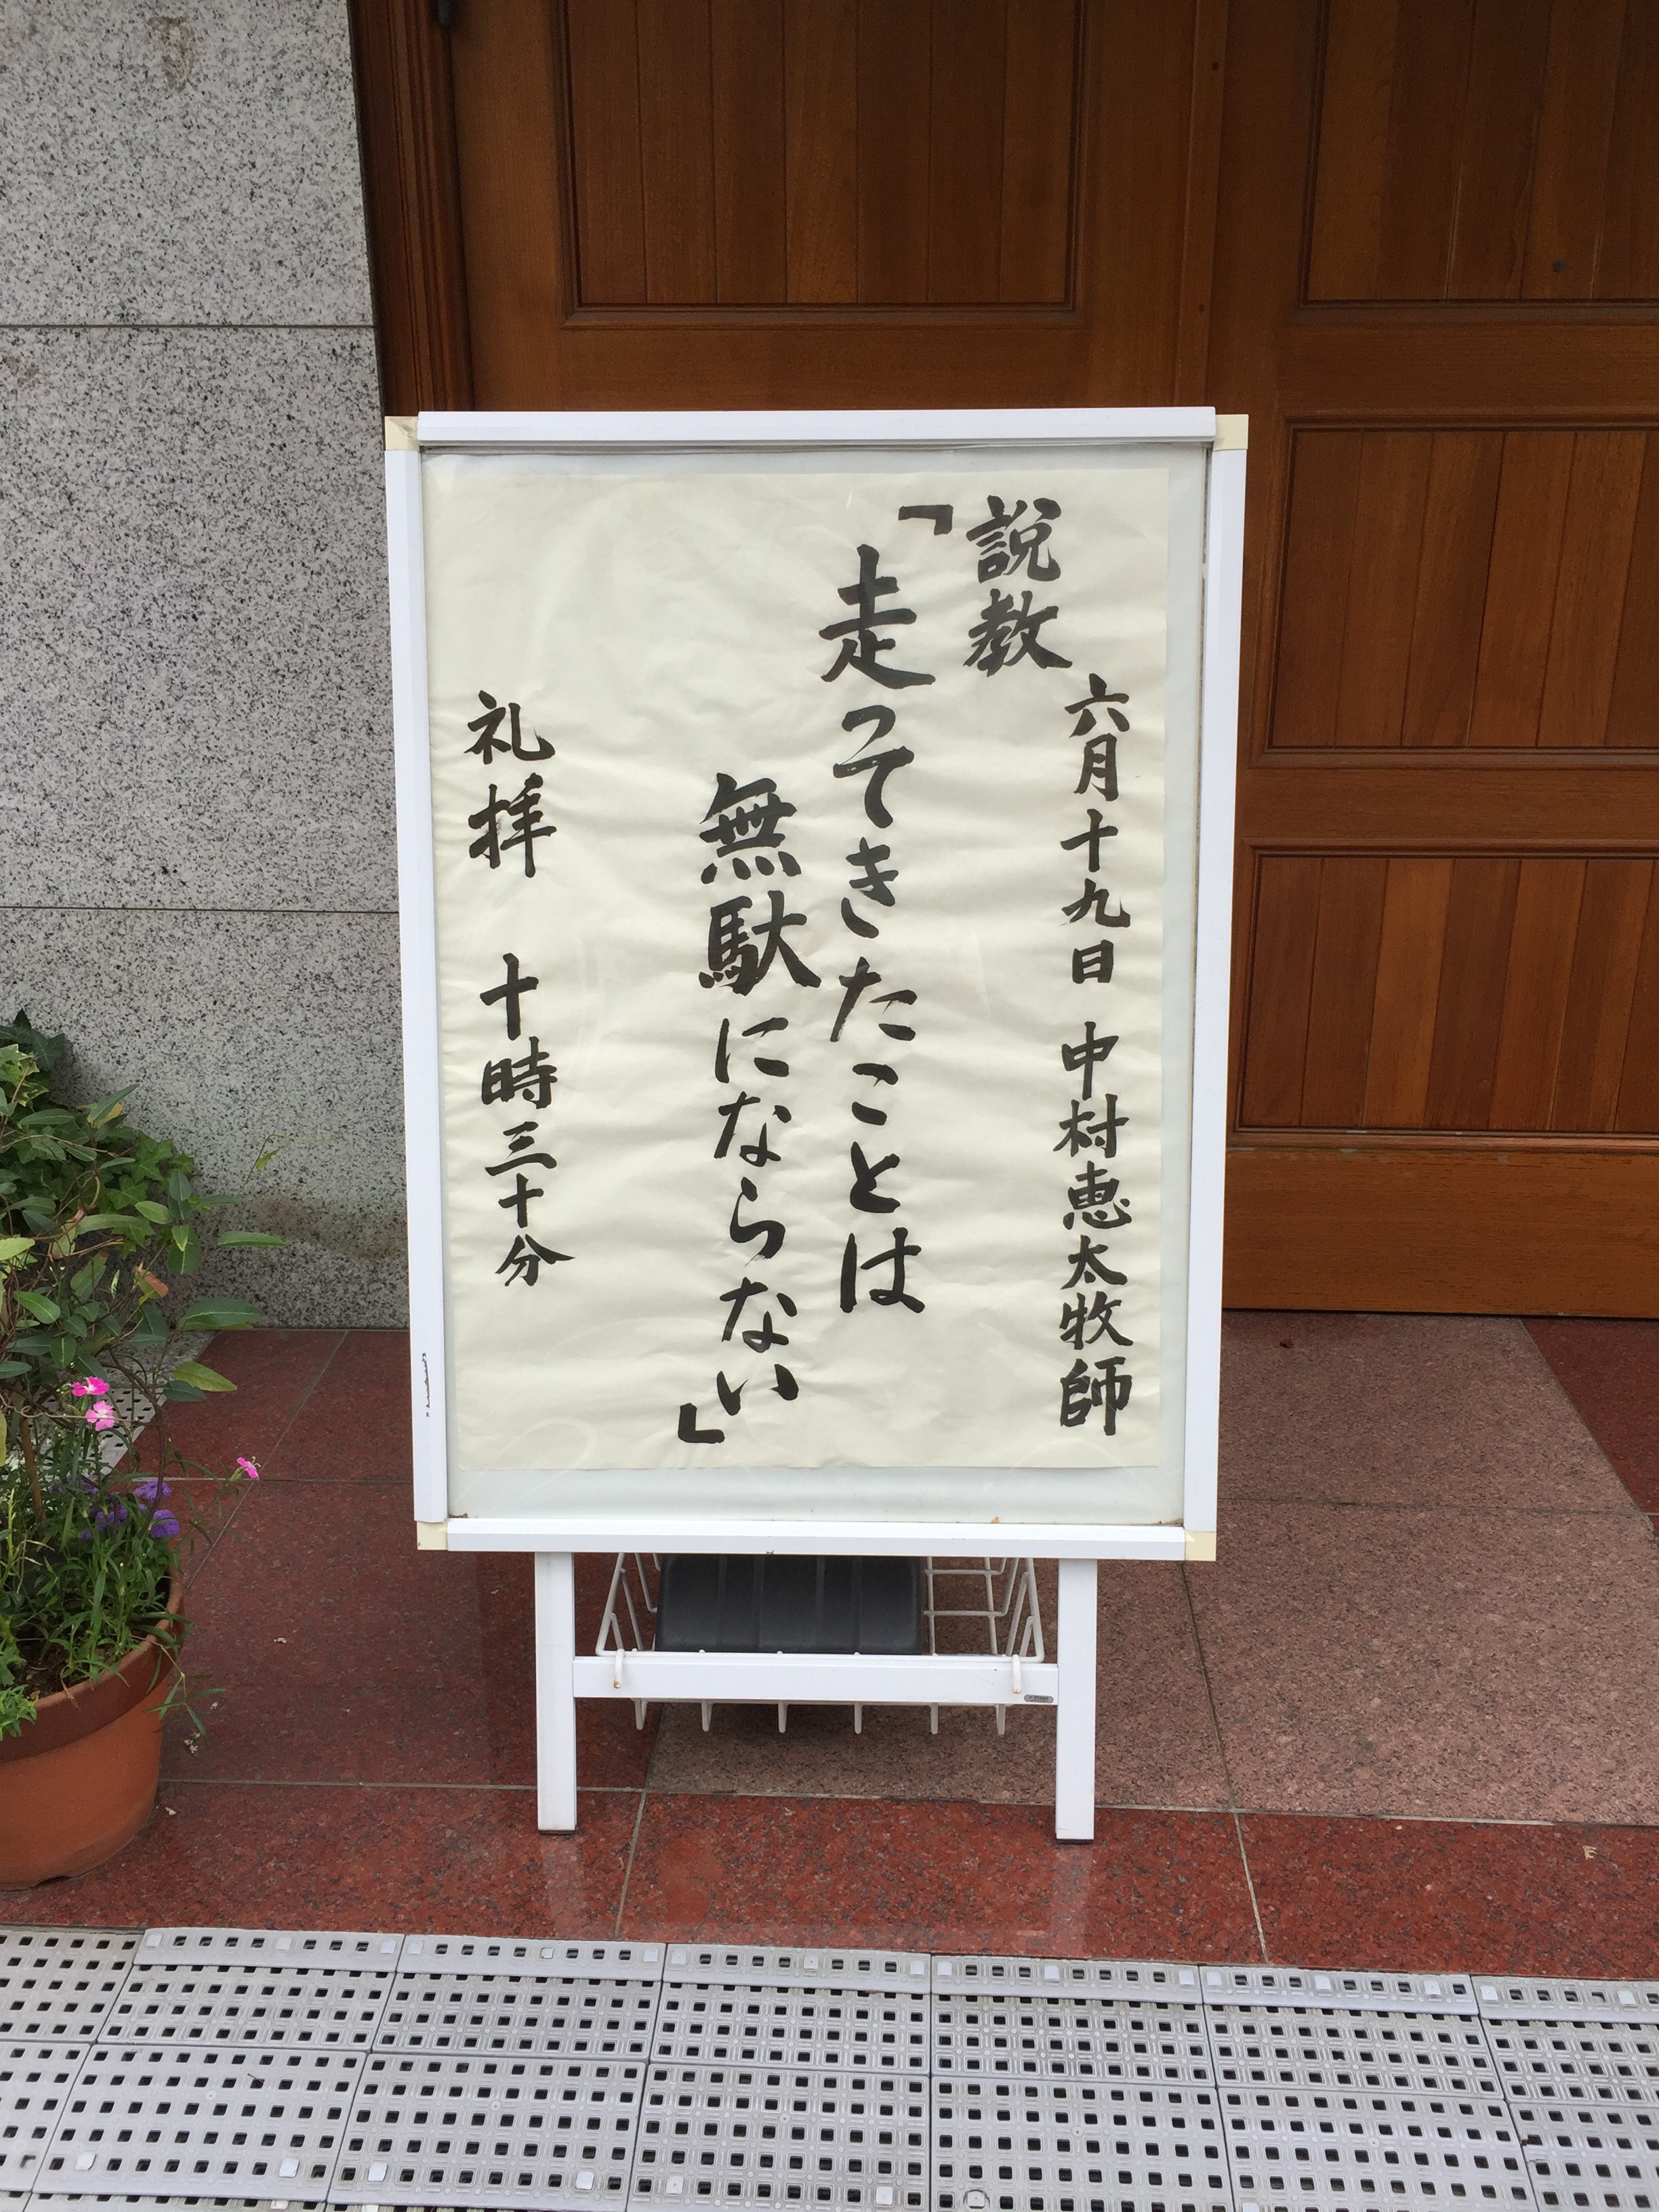 六月十九日 中村恵太牧師
説教
「走ってきたことは
無駄にならない」
礼拝 十時三十分